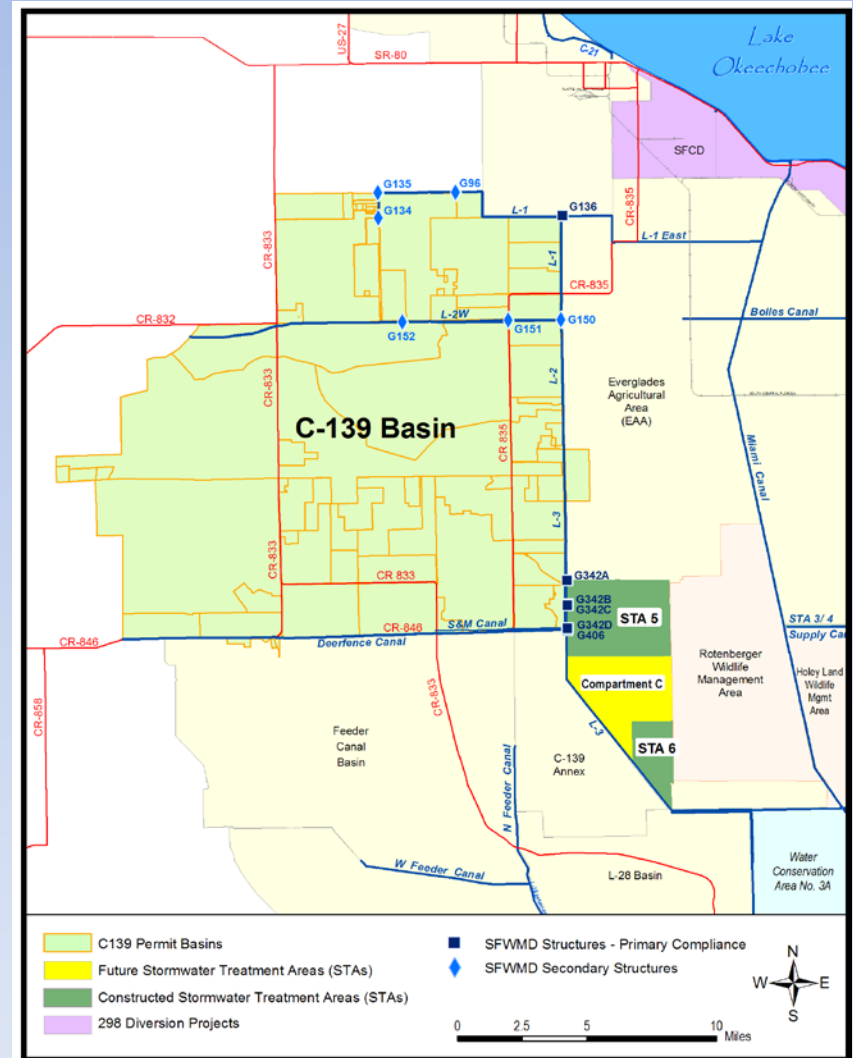 Lake
Okeechobee
US-27
SR-80
C-21
SFCD
CR-835
G135
G96
G134
G136
L-1
L-1
L-1 East
CR-833
CR-835
CR-832
L-2W
G152
G151
G150
Bolles Canal
L-2
Everglades
Agricultural
Area
(EAA)
CR-833
C-139 Basin
CR 835
Miami Canal
L-3
CR-833
CR 833
G342A
G342B
G342C
G342D
G406
STA 5
S&M Canal
CR-846
CR-846
Deerfence Canal
STA 3/ 4
Supply Ca
Rotenberger
Wildlife
Management
Area
Holey Land
Wildlife
Mgmt
Area
Compartment C
CR-858
CR-833
L-3
STA 6
Feeder
Canal
Basin
C-139
Annex
N Feeder Canal
W Feeder Canal
L-28 Basin
Water
Conservation
Area No. 3A
C139 Permit Basins
Future Stormwater Treatment Areas (STAs)
Constructed Stormwater Treatment Areas (STAs)
298 Diversion Projects
SFWMD Structures - Primary Compliance
SFWMD Secondary Structures
N
W
E
S
0 2.5 5 10
Miles